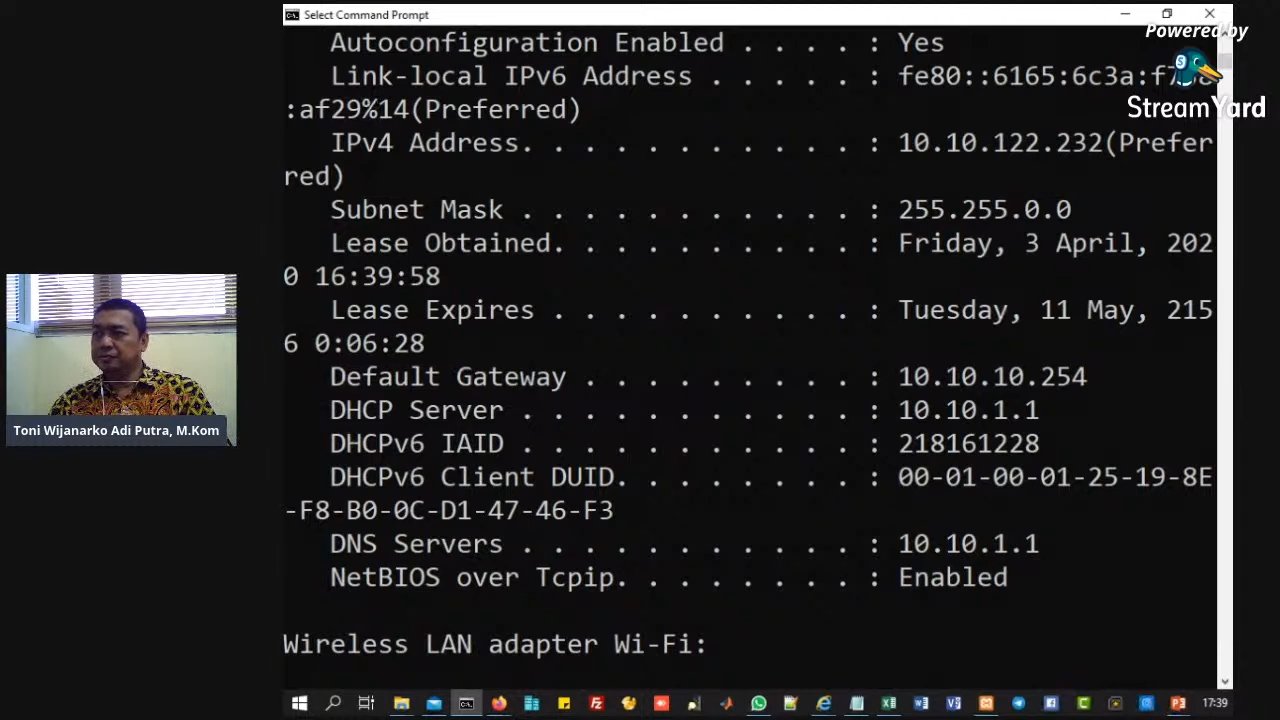 Select Command Prompt
Powered by
StreamYard
Autoconfiguration Enabled . . . . : Yes
Link-local IPv6 Address . . . . . : fe80::6165:6c3a:f
:af29%14(Preferred)
IPv4 Address. . . . . . . . . . . : 10.10.122.232(Prefer
red)
Subnet Mask . . . . . . . . . . . : 255.255.0.0
Lease Obtained. . . . . . . . . . : Friday, 3 April, 202
0 16:39:58
Lease Expires . . . . . . . . . . : Tuesday, 11 May, 215
6 0:06:28
Default Gateway . . . . . . . . . : 10.10.10.254
DHCP Server . . . . . . . . . . . : 10.10.1.1
DHCPv6 IAID . . . . . . . . . . . : 218161228
DHCPv6 Client DUID. . . . . . . . : 00-01-00-01-25-19-8E
-F8-B0-0C-D1-47-46-F3
DNS Servers . . . . . . . . . . . : 10.10.1.1
NetBIOS over Tcpip. . . . . . . . : Enabled
Wireless LAN adapter Wi-Fi:
Toni Wijanarko Adi Putra, M.Kom
17:39